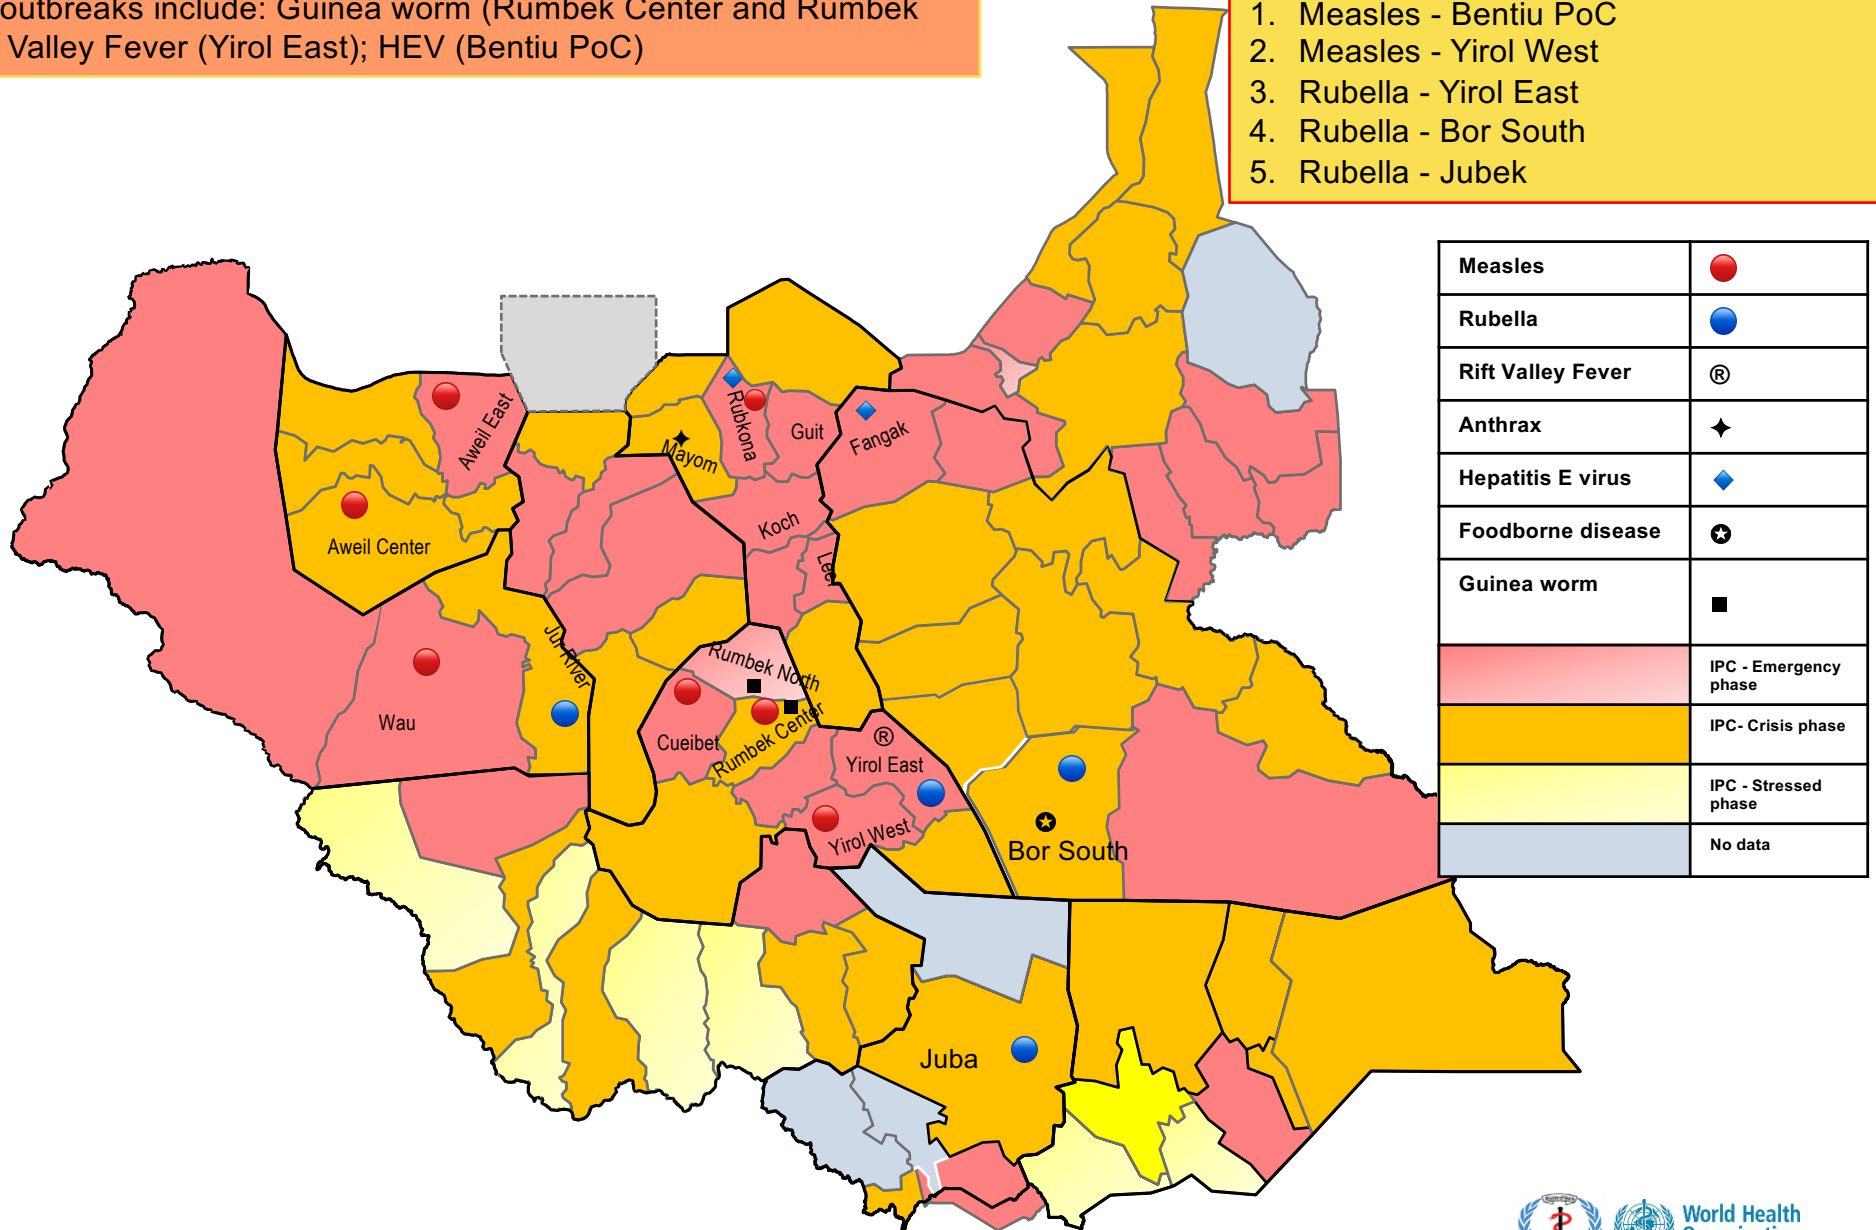 outbreaks include: Guinea worm (Rumbek Center and Rumbek
Valley Fever (Yirol East); HEV (Bentiu PoC)
1. Measles - Bentiu PoC
2. Measles - Yirol West
3. Rubella - Yirol East
4. Rubella - Bor South
5. Rubella - Jubek
Measles
Rubella
Rift Valley Fever
®
Anthrax
Hepatitis E virus
Foodborne disease
Guinea worm
IPC - Emergency
phase
IPC- Crisis phase
IPC - Stressed
phase
No data
Aweil East
Aweil Center
Mayom
Rubkona
Guit
Fangak
Koch
Leer
Jur River
Wau
Rumbek North
Cueibet
Rumbek Center
®
Yirol East
Yirol West
Bor South
Juba
World Health